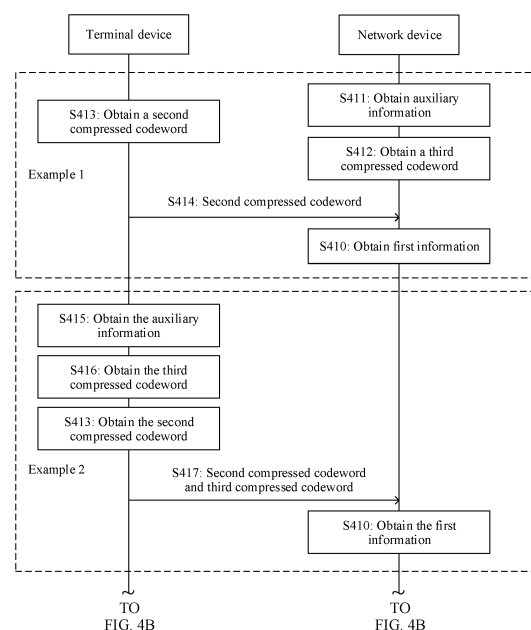 Terminal device
Network device
S413: Obtain a second
compressed codeword
S411: Obtain auxiliary
information
S412: Obtain a third
compressed codeword
Example 1
S414: Second compressed codeword
S410: Obtain first information
S415: Obtain the auxiliary
information
S416: Obtain the third
compressed codeword
S413: Obtain the second
compressed codeword
Example 2
S417: Second compressed codeword
and third compressed codeword
S410: Obtain the first
information
TO
FIG. 4B
TO
FIG. 4B